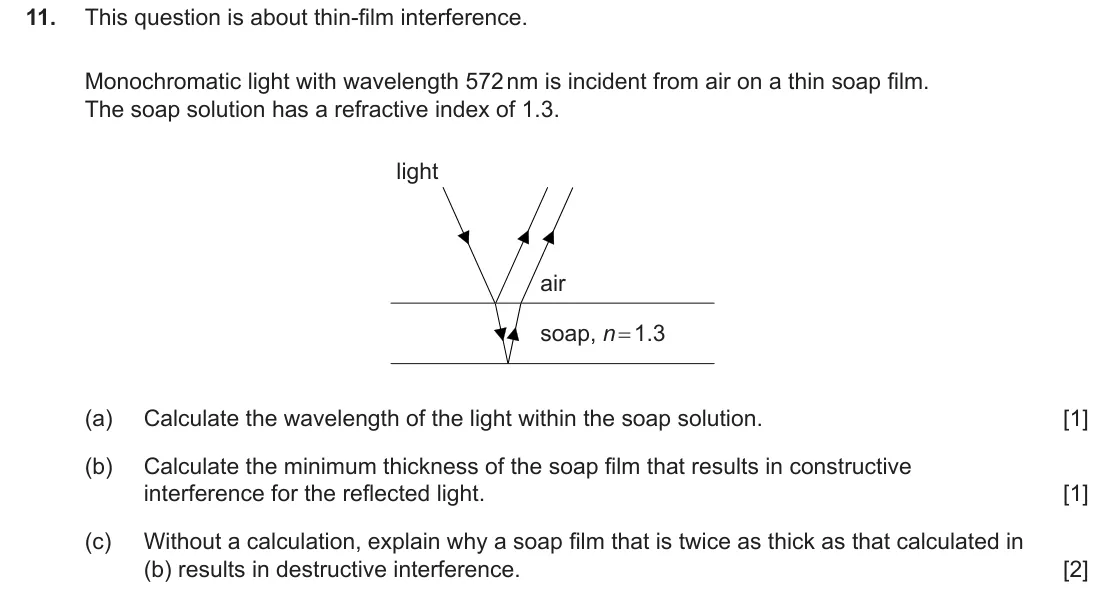 11. This question is about thin-film interference.
Monochromatic light with wavelength 572 nm is incident from air on a thin soap film.
The soap solution has a refractive index of 1.3.
light
air
soap, n=1.3
(a) Calculate the wavelength of the light within the soap solution. [1]
(b) Calculate the minimum thickness of the soap film that results in constructive
interference for the reflected light. [1]
(c) Without a calculation, explain why a soap film that is twice as thick as that calculated in
(b) results in destructive interference. [2]